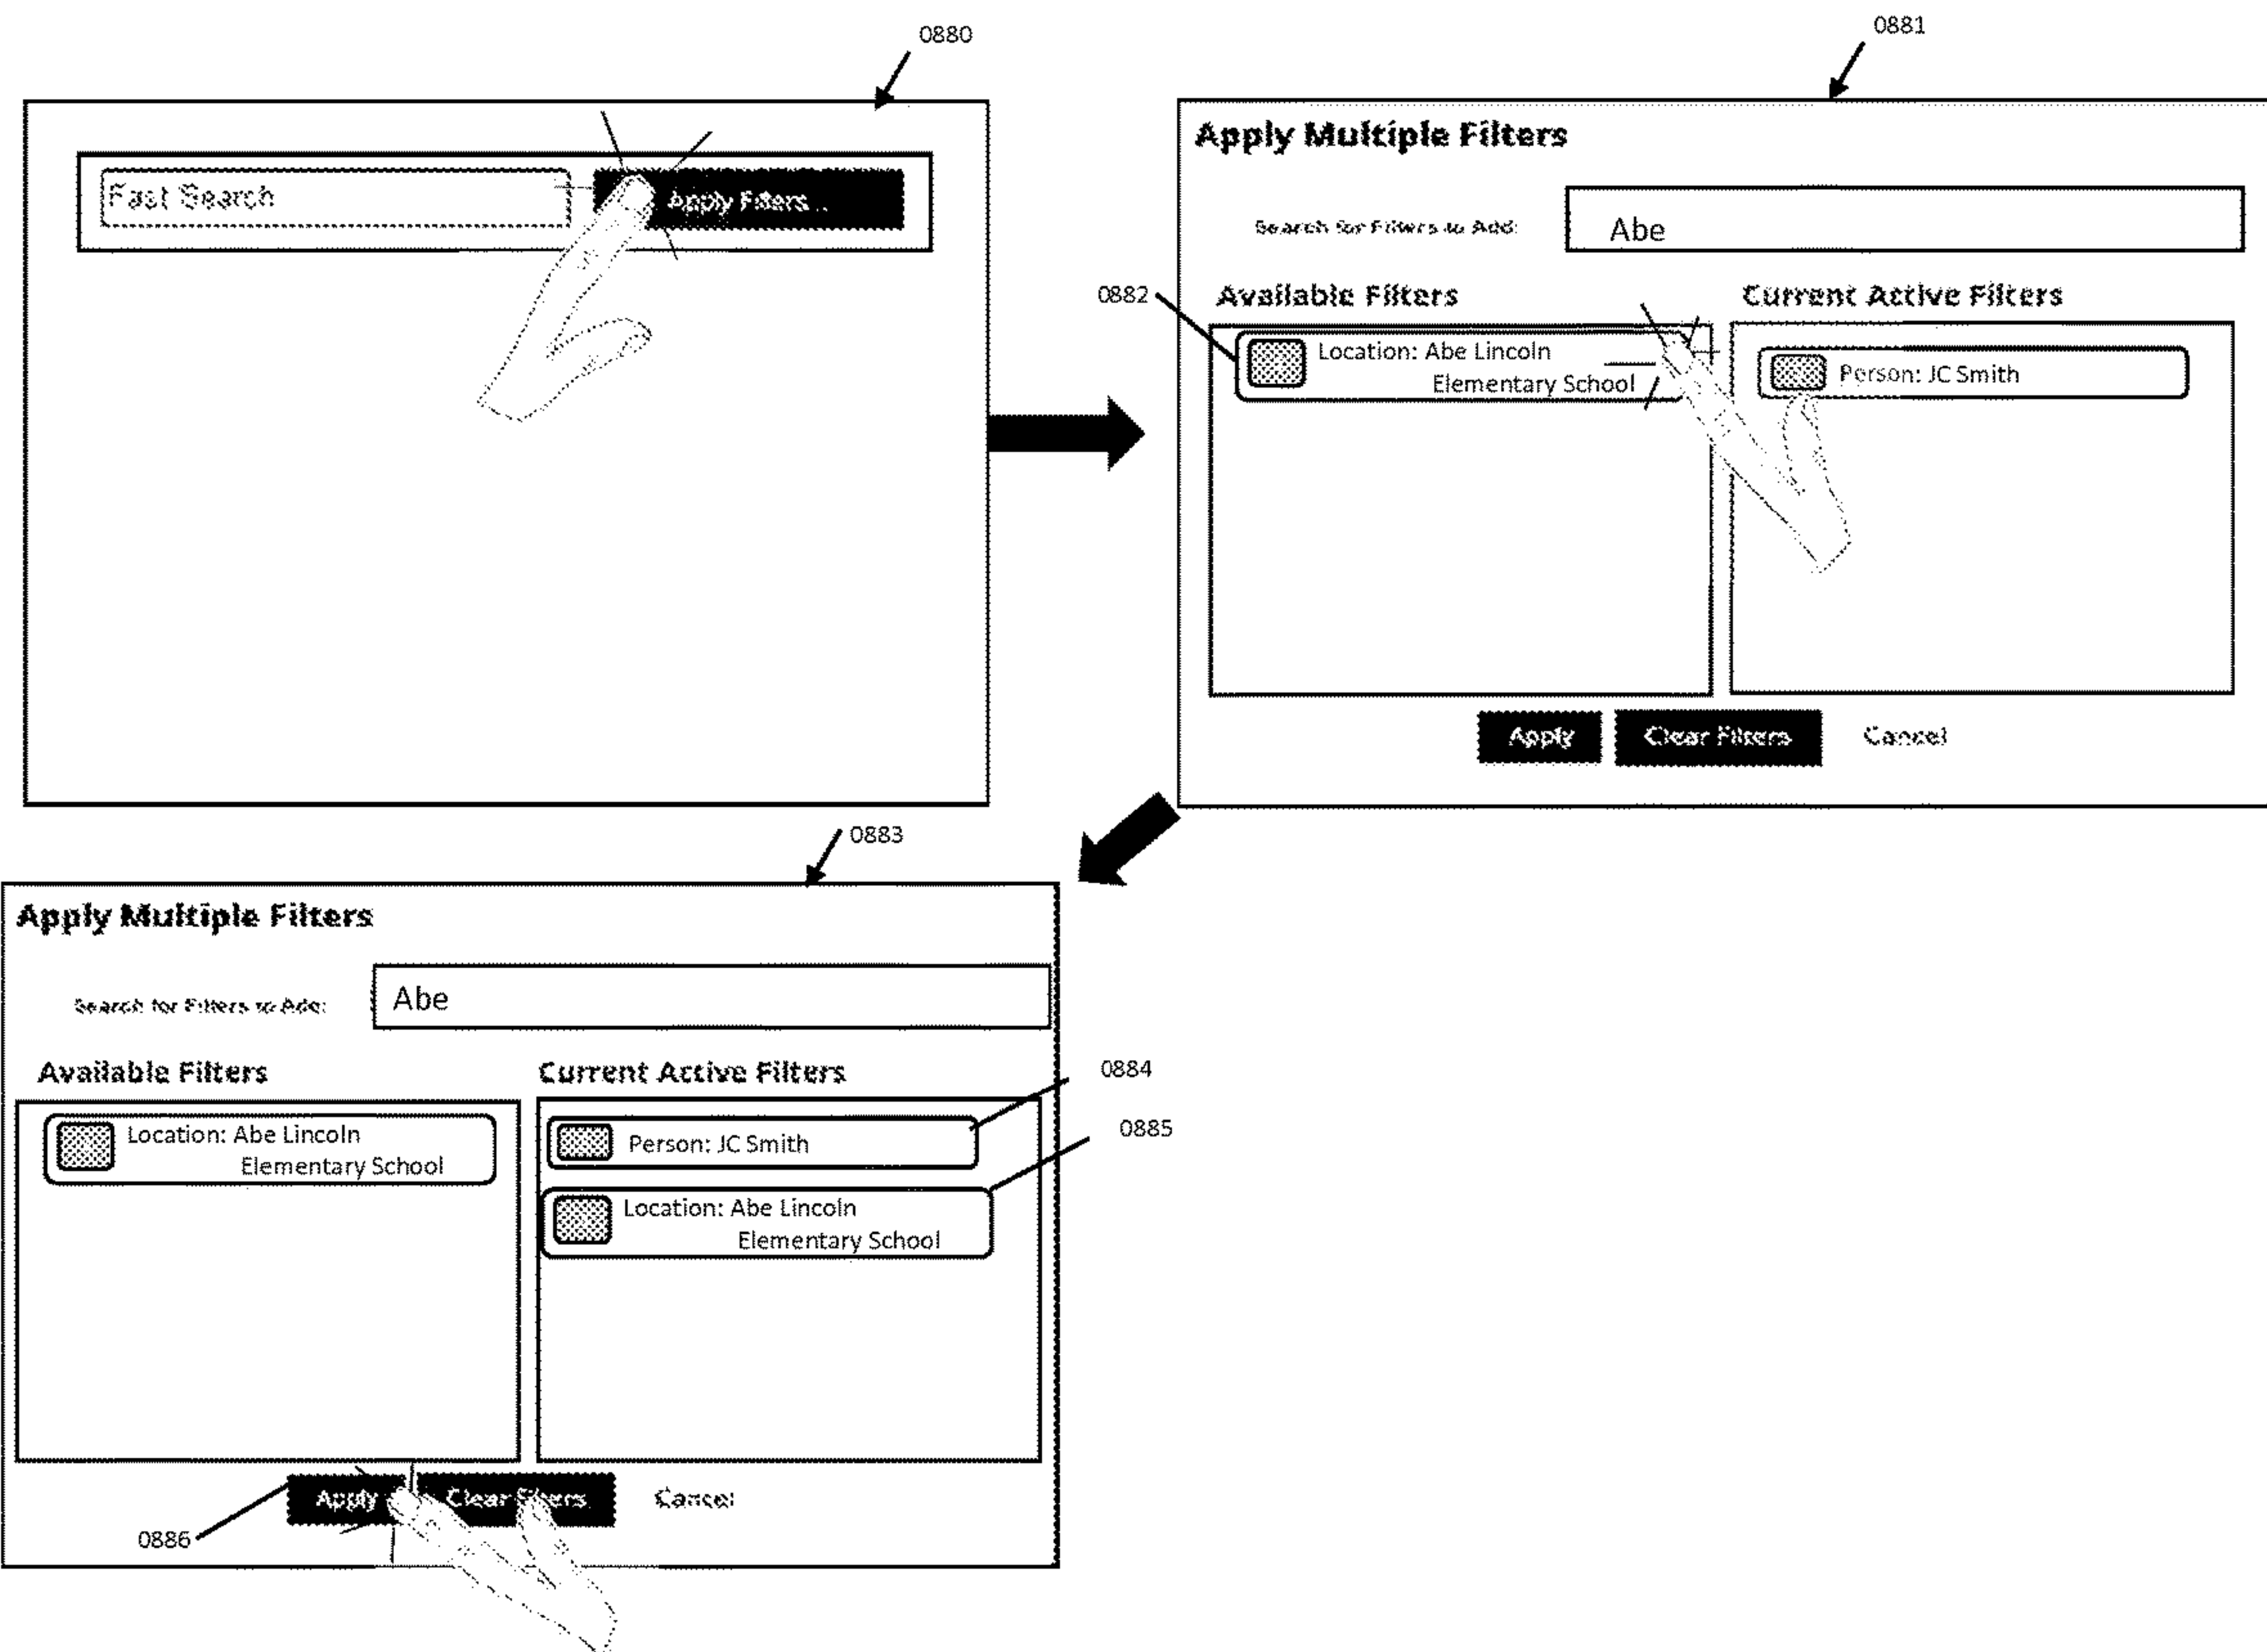 0880
Fast Search
Apply Filters...
0881
Apply Multiple Filters
Search for Filters to Add:
Abe
0882
Available Filters
Current Active Filters
Location: Abe Lincoln
Elementary School
Person: JC Smith
Apply
Clear Filters
Cancel
0883
Apply Multiple Filters
Search for Filters to Add:
Abe
Available Filters
Current Active Filters
0884
0885
Location: Abe Lincoln
Elementary School
Person: JC Smith
Location: Abe Lincoln
Elementary School
Apply
Clear Filters
Cancel
0886